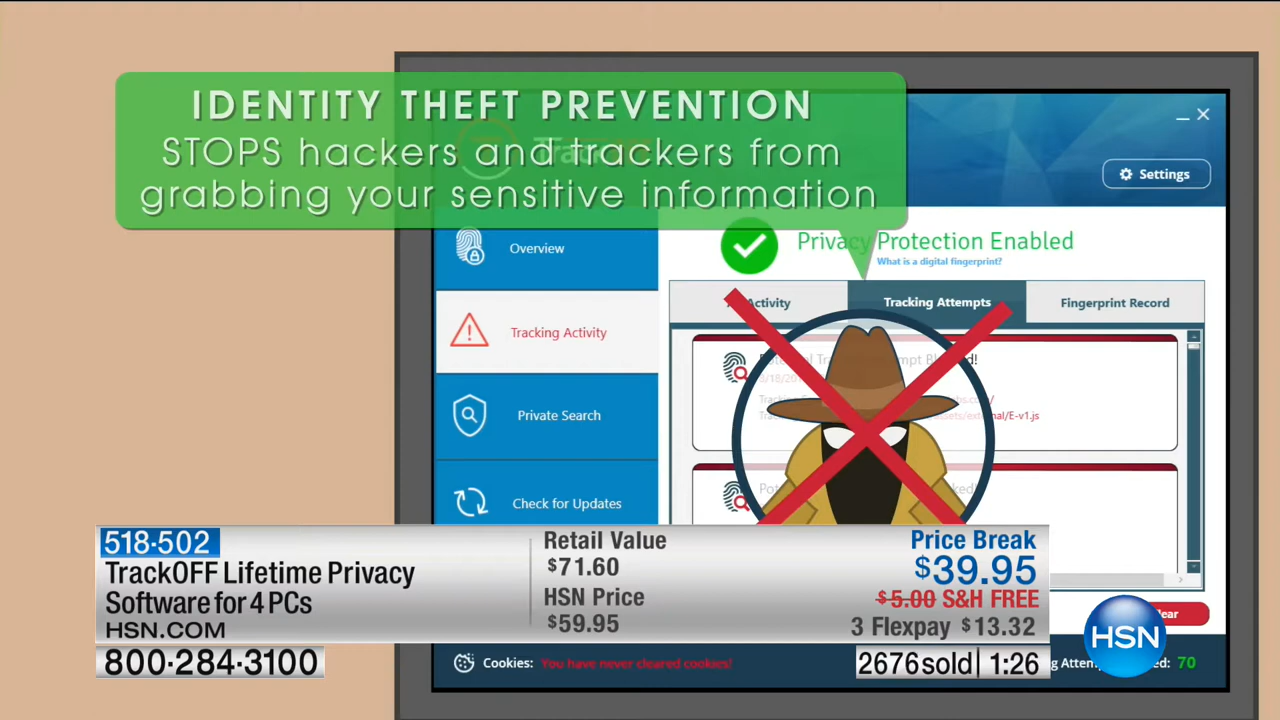 IDENTITY THEFT PREVENTION
STOPS hackers and trackers from
grabbing your sensitive information
Settings
Overview
Privacy Protection Enabled
What is a digital fingerprint?
Activity
Tracking Attempts
Fingerprint Record
Tracking Activity
Private Search
Check for Updates
518-502
TrackOFF Lifetime Privacy
Software for 4 PCs
HSN.COM
800-284-3100
Retail Value
$71.60
HSN Price
$59.95
Price Break
$39.95
$5.00 S&H FREE
3 Flexpay $13.32
HSN
Cookies: You have never cleared cookies!
2676 sold 1:26
70